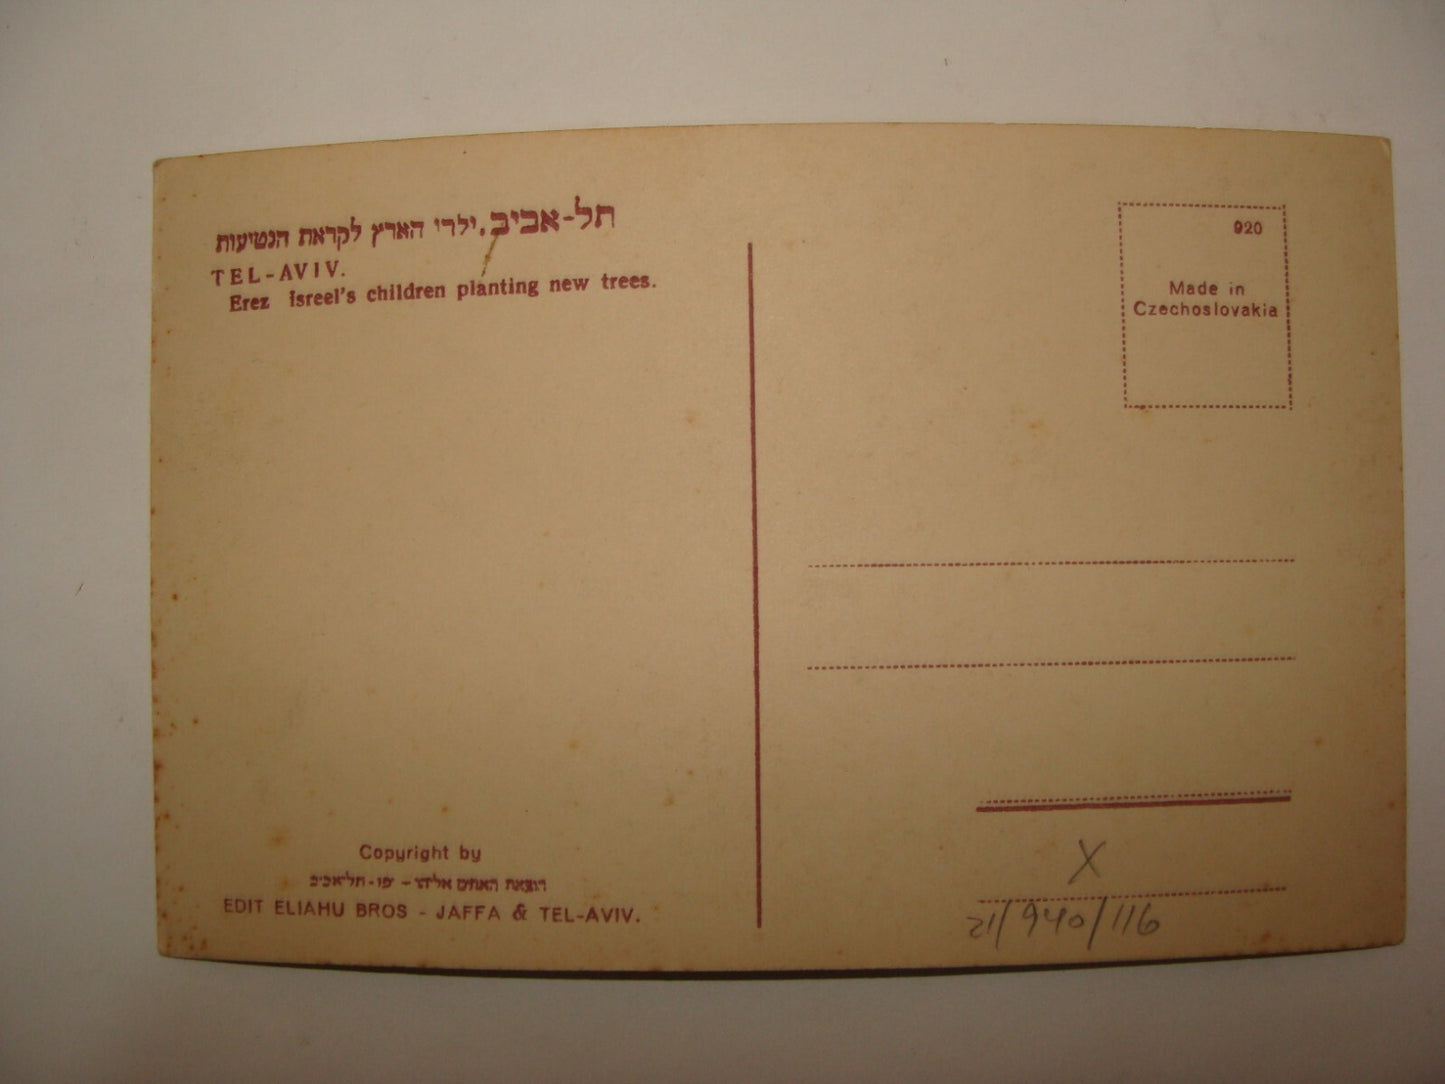 תל-אביב. ילדי הארץ לקראת הנטיעות
TEL-AVIV.
Erez Isreel's children planting new trees.
Copyright by
הוצאת האחים אליהו - יפו-תל-אביב
EDIT ELIAHU BROS - JAFFA & TEL-AVIV.
920
Made in
Czechoslovakia
X
21/940/116